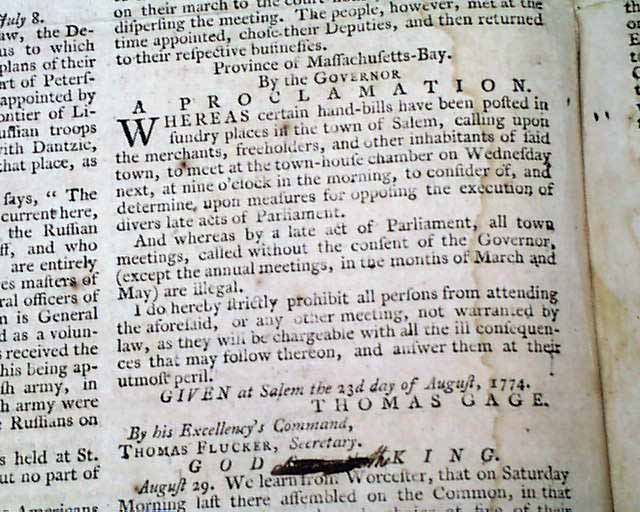 July 8.
aw, the De-
us to which
plans of their
rt of Peters-
appointed by
ontier of Li-
ussian troops
with Dantzic,
that place, as
says, “ The
current here,
the Russian
ff, and who
are entirely
es masters of
ral officers of
n is General
d as a volun-
received the
his being ap-
sh army, in
h army were
Russians on
s held at St.
ut no part of
Americans
on their march to the court-house
dispersing the meeting. The people, however, met at the
time appointed, chose their Deputies, and then returned
to their respective businesses.
Province of Massachusetts-Bay.
By the GOVERNOR
A PROCLAMATION.
WHEREAS certain hand-bills have been posted in
sundry places in the town of Salem, calling upon
the merchants, freeholders, and other inhabitants of said
town, to meet at the town-house chamber on Wednesday
next, at nine o'clock in the morning, to consider of, and
determine, upon measures for opposing the execution of
divers late acts of Parliament.
And whereas by a late act of Parliament, all town
meetings, called without the consent of the Governor,
(except the annual meetings, in the months of March and
May) are illegal.
I do hereby strictly prohibit all persons from attending
the aforesaid, or any other meeting, not warranted by
law, as they will be chargeable with all the ill consequen-
ces that may follow thereon, and answer them at their
utmost peril.
GIVEN at Salem the 23d day of August, 1774.
THOMAS GAGE.
By his Excellency's Command,
THOMAS FLUCKER, Secretary.
GOD KING.
August 29. We learn from Worcester, that on Saturday
Morning last there assembled on the Common, in that